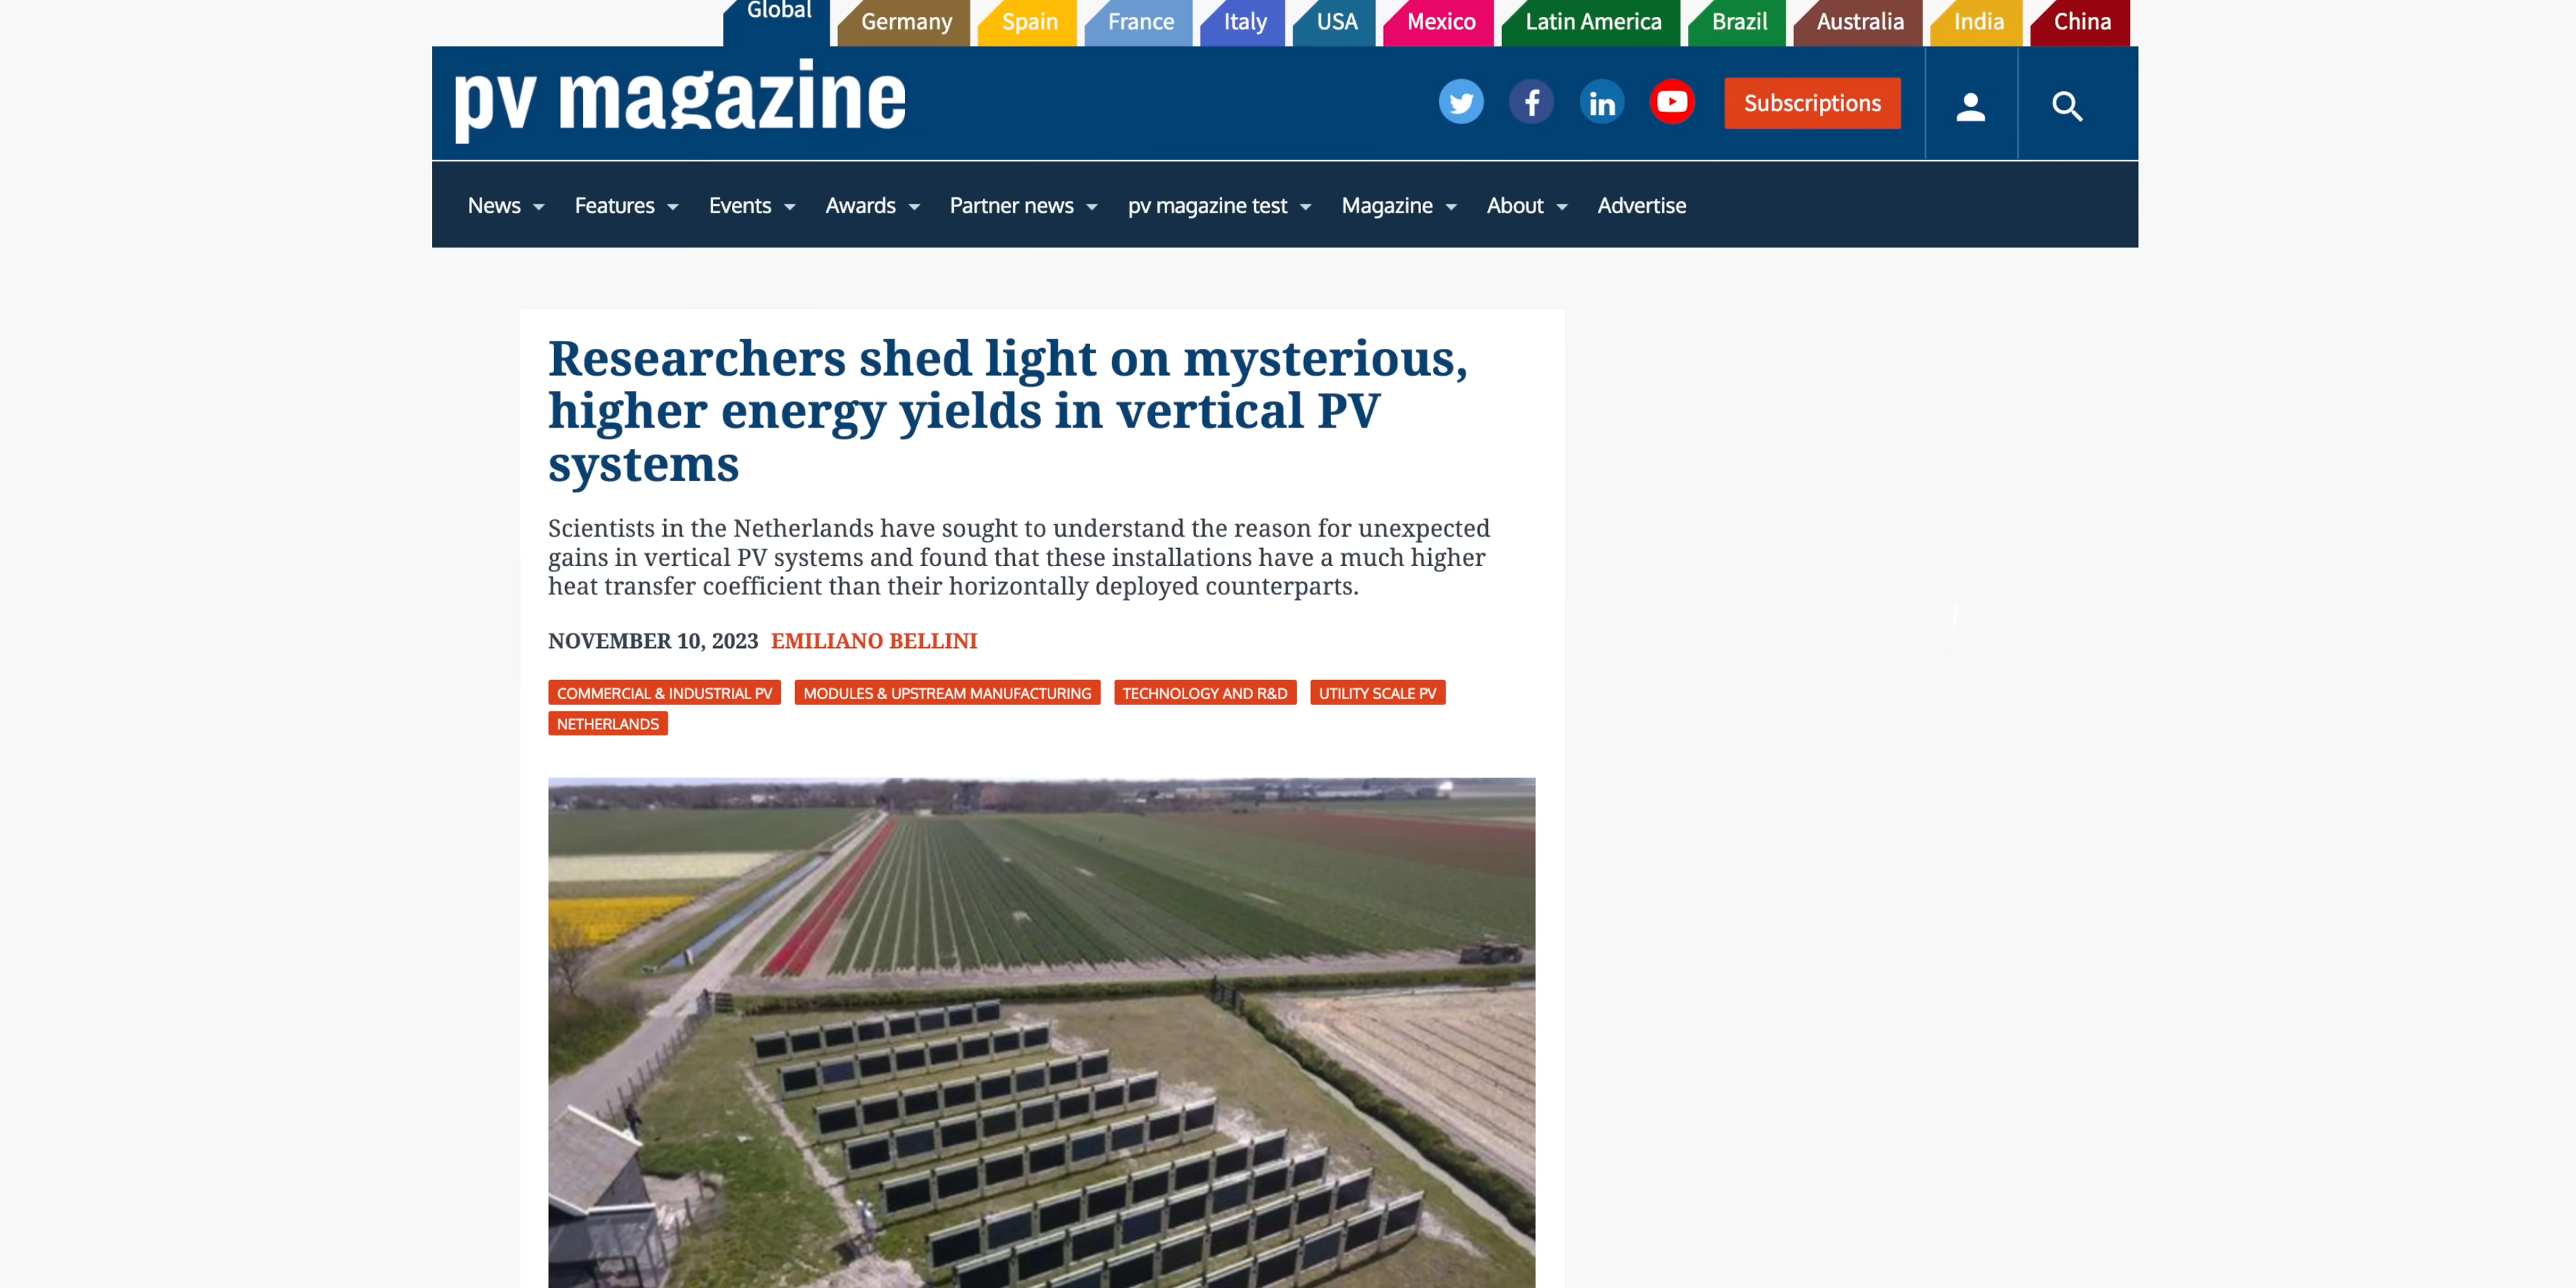 Global
Germany
Spain
France
Italy
USA
Mexico
Latin America
Brazil
Australia
India
China
pv magazine
Subscriptions
News
Features
Events
Awards
Partner news
pv magazine test
Magazine
About
Advertise
Researchers shed light on mysterious,
higher energy yields in vertical PV
systems
Scientists in the Netherlands have sought to understand the reason for unexpected
gains in vertical PV systems and found that these installations have a much higher
heat transfer coefficient than their horizontally deployed counterparts.
NOVEMBER 10, 2023 EMILIANO BELLINI
COMMERCIAL & INDUSTRIAL PV
MODULES & UPSTREAM MANUFACTURING
TECHNOLOGY AND R&D
UTILITY SCALE PV
NETHERLANDS